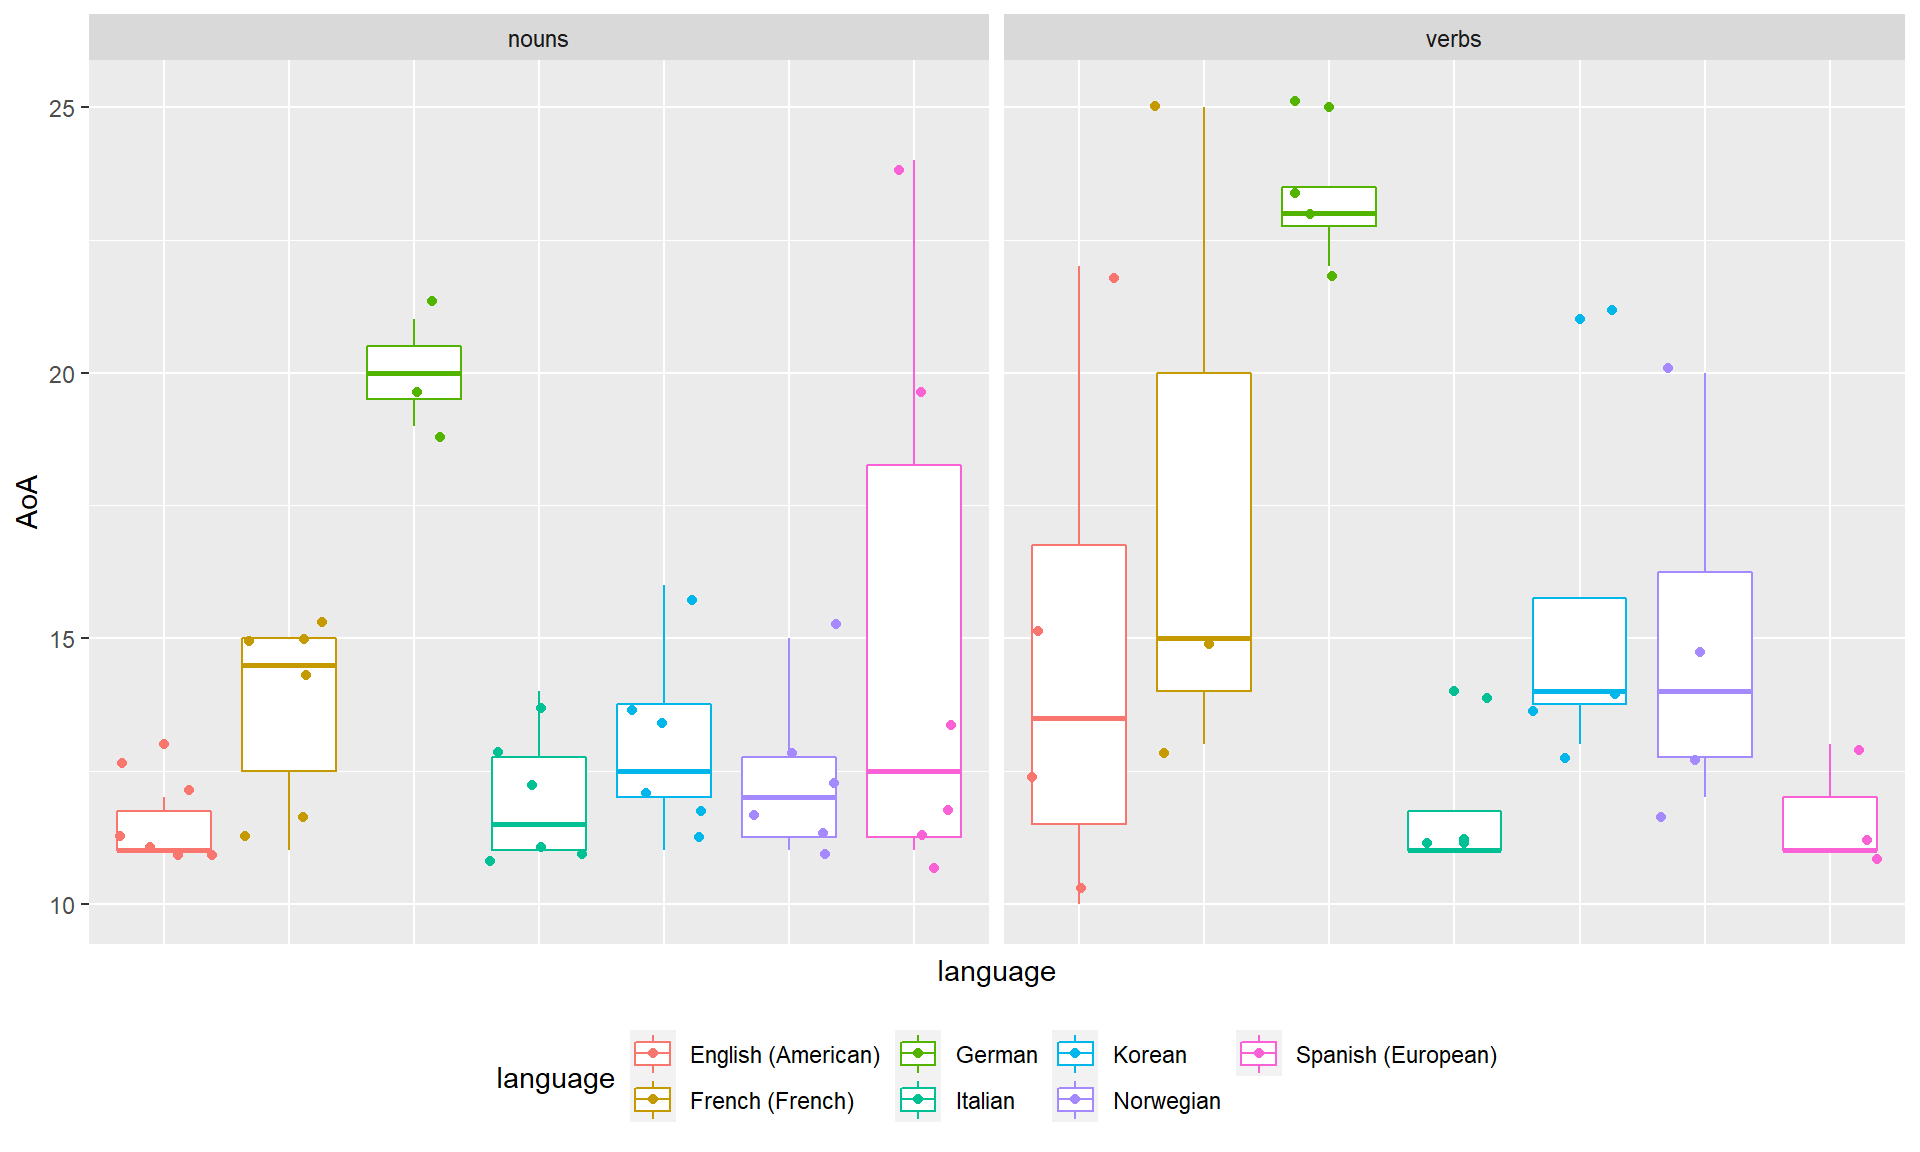 nouns
verbs
25
20
15
10
AoA
language
language
English (American)
German
Korean
Spanish (European)
French (French)
Italian
Norwegian